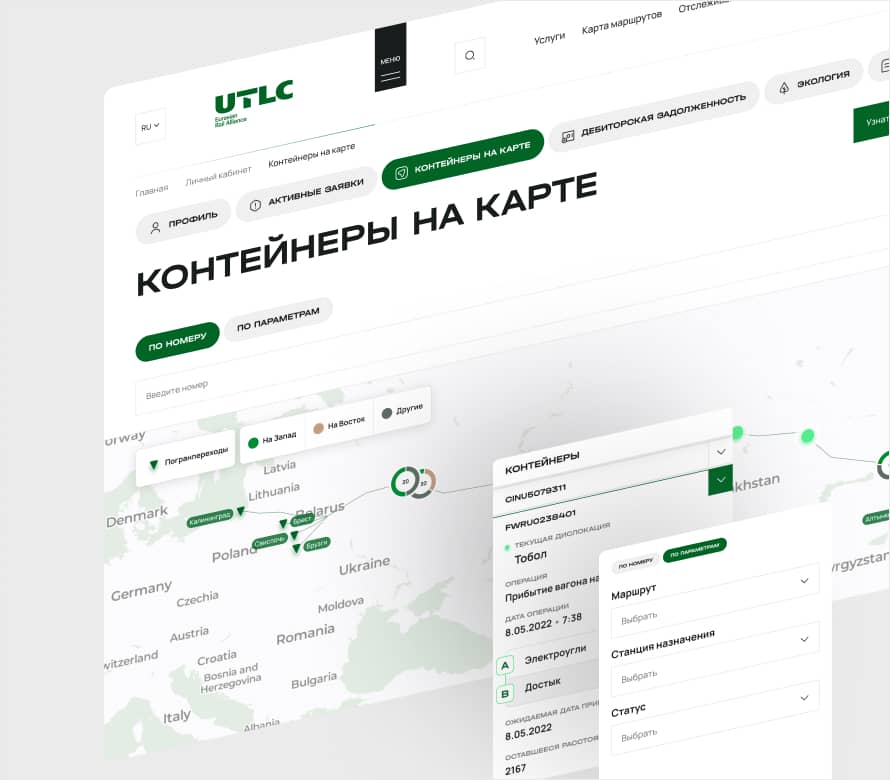 Услуги
Карта маршрутов
МЕНЮ
RU
UTLC
Eurasian
Rail Alliance
Главная
Личный кабинет
Контейнеры на карте
ПРОФИЛЬ
АКТИВНЫЕ ЗАЯВКИ
КОНТЕЙНЕРЫ НА КАРТЕ
ДЕБИТОРСКАЯ ЗАДОЛЖЕННОСТЬ
ЭКОЛОГИЯ
Узнат
КОНТЕЙНЕРЫ НА КАРТЕ
ПО НОМЕРУ
ПО ПАРАМЕТРАМ
Введите номер
Погранпереходы
На Запад
На Восток
Другие
orway
Latvia
Lithuania
Denmark
Калининград
Belarus
Брест
Свислочь
Брузги
Poland
Germany
Czechia
Ukraine
Austria
Moldova
witzerland
Croatia
Romania
Bosnia and
Herzegovina
Bulgaria
Italy
Albania
20
20
khstan
Алтынк
rgyzstan
КОНТЕЙНЕРЫ
CINU5079311
FWRU0238401
ТЕКУЩАЯ ДИСЛОКАЦИЯ
Тобол
ОПЕРАЦИЯ
Прибытие вагона на
ДАТА ОПЕРАЦИИ
8.05.2022 - 7:38
A
Электроугли
B
Достык
ОЖИДАЕМАЯ ДАТА ПРИ
8.05.2022
ОСТАВШЕЕСЯ РАССТОЯ
2167
ПО НОМЕРУ
ПО ПАРАМЕТРАМ
Маршрут
Выбрать
Станция назначения
Выбрать
Статус
Выбрать